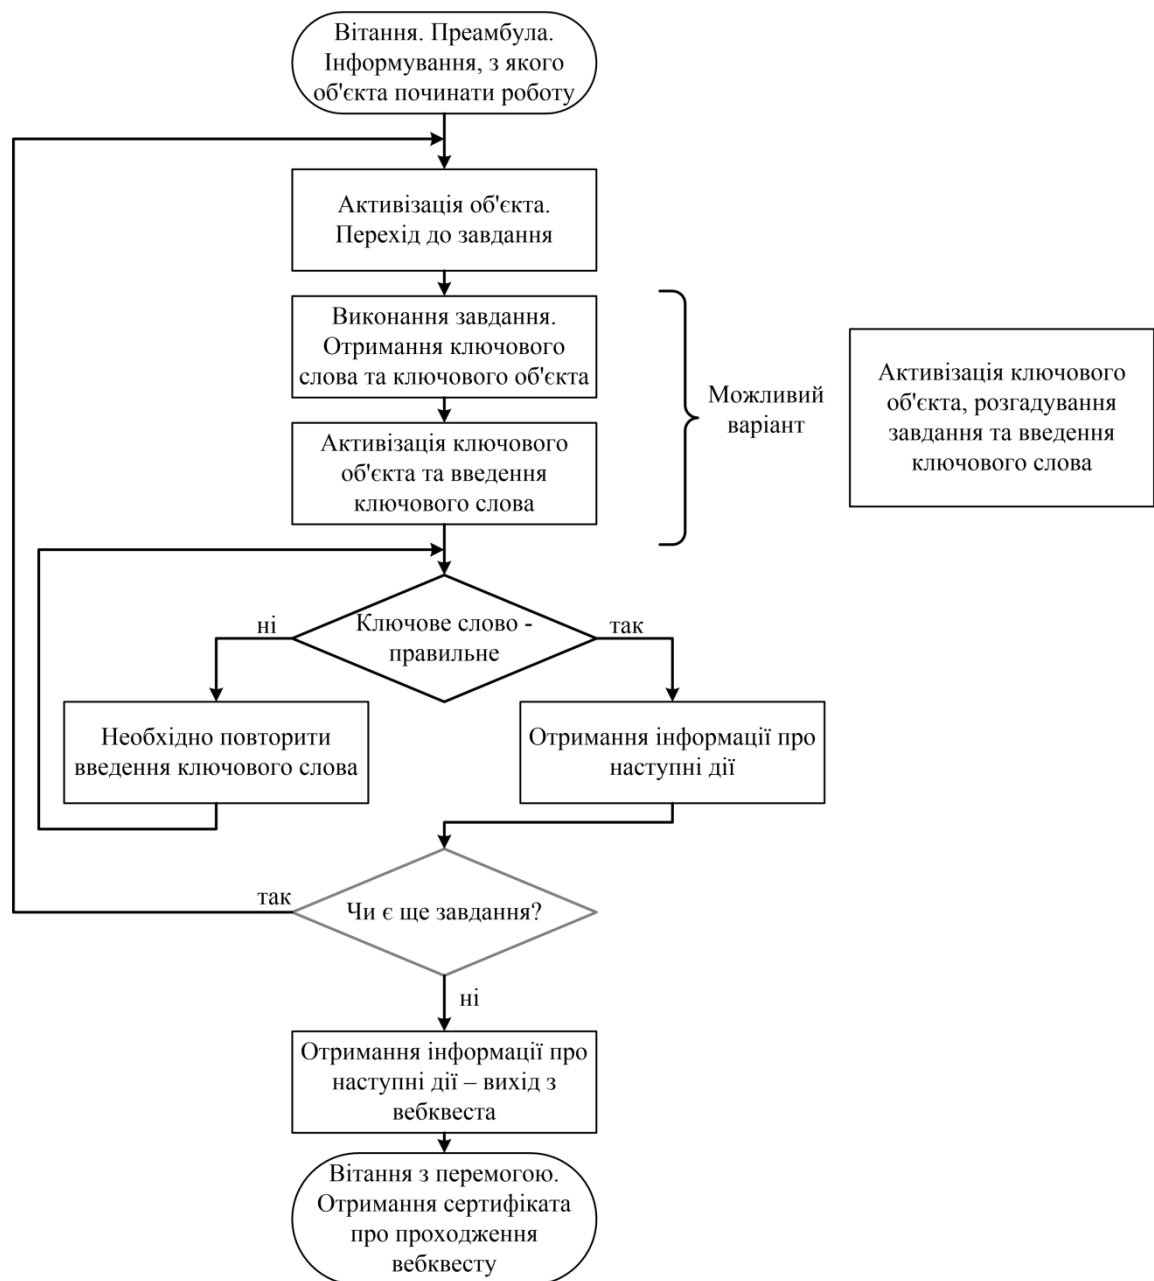 Вітання. Преамбула.
Інформування, з якого
об'єкта починати роботу
Активізація об'єкта.
Перехід до завдання
Виконання завдання.
Отримання ключового
слова та ключового об'єкта
Активізація ключового
об'єкта та введення
ключового слова
Можливий
варіант
Активізація ключового
об'єкта, розгадування
завдання та введення
ключового слова
Ключове слово -
правильне
ні
так
Необхідно повторити
введення ключового слова
Отримання інформації про
наступні дії
Чи є ще завдання?
так
ні
Отримання інформації про
наступні дії – вихід з
вебквеста
Вітання з перемогою.
Отримання сертифіката
про проходження
вебквесту